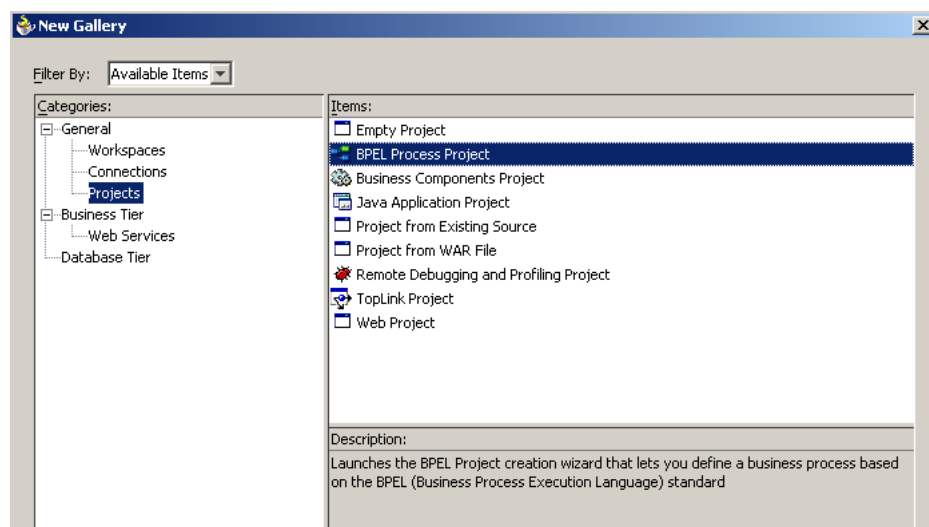 New Gallery
Filter By: Available Items
Categories:
General
Workspaces
Connections
Projects
Business Tier
Web Services
Database Tier
Items:
Empty Project
BPEL Process Project
Business Components Project
Java Application Project
Project from Existing Source
Project from WAR File
Remote Debugging and Profiling Project
TopLink Project
Web Project
Description:
Launches the BPEL Project creation wizard that lets you define a business process based
on the BPEL (Business Process Execution Language) standard